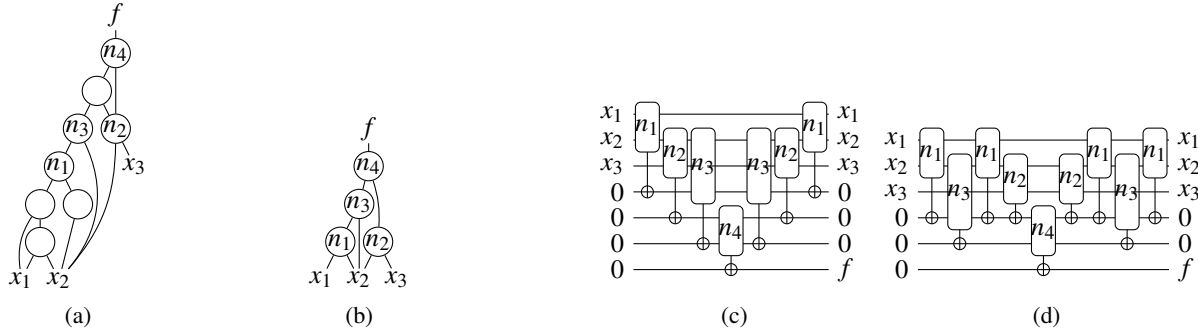 f
n4
n3 n2
n1 x3
x1 x2
(a)
f
n4
n3
n1 n2
x1 x2 x3
(b)
x1 n1 n1 x1
x2 n2 n3 n3 n2 x2
x3 x3
0 0
0 n4 0
0 0
0 f
(c)
x1 n1 n1 n1 n1 x1
x2 n3 n2 n2 n3 x2
x3 x3
0 0
0 n4 0
0 f
(d)